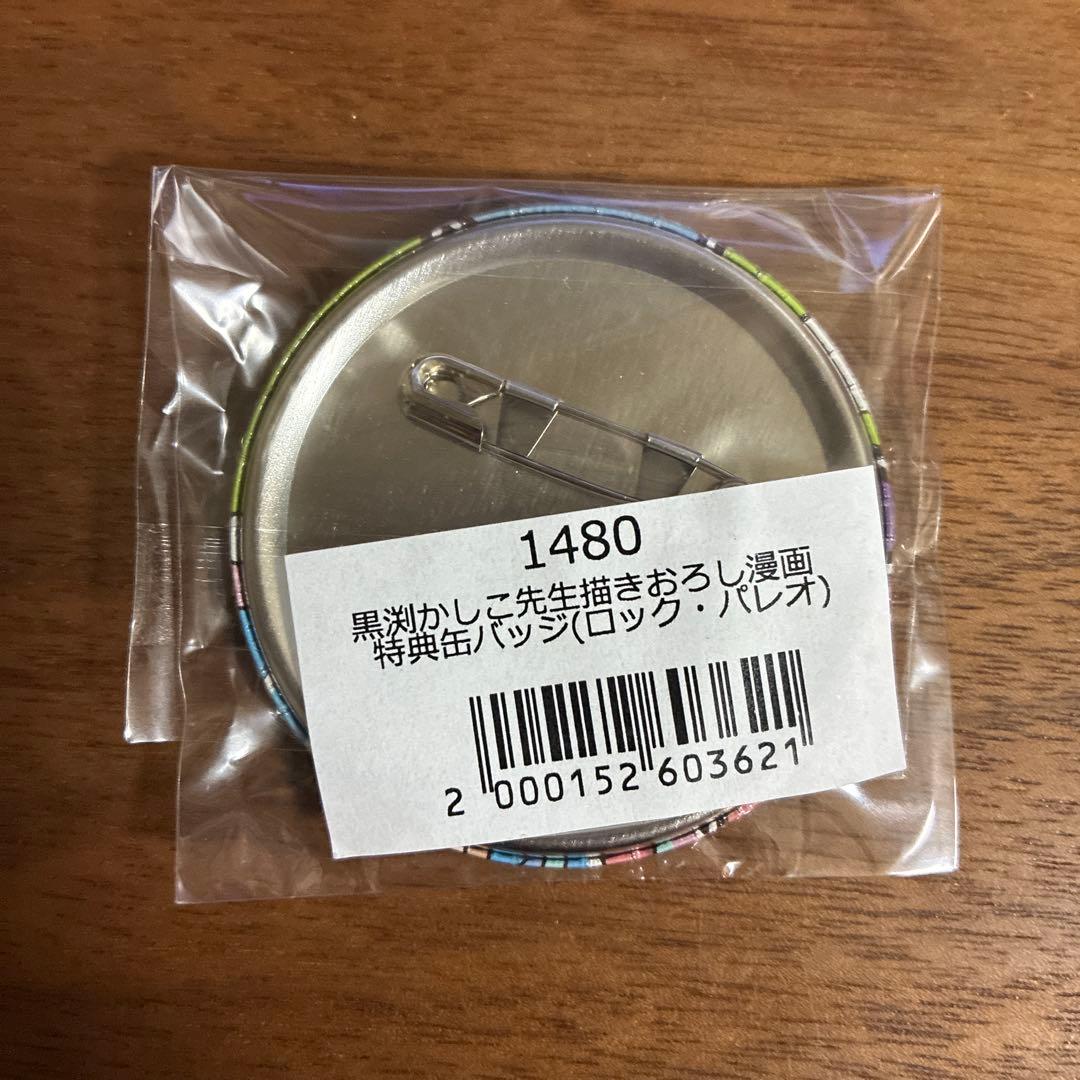 1480
黒渕かしこ先生描きおろし漫画
特典缶バッジ(ロック・パレオ)
2 000152 603621